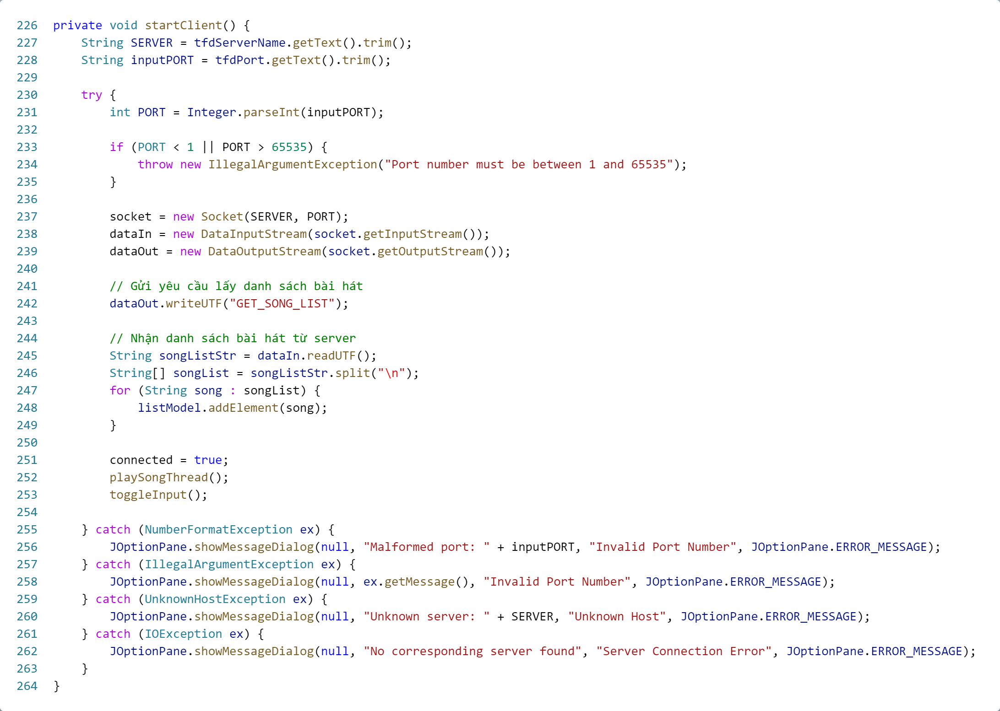 226 private void startClient() {
227     String SERVER = tfdServerName.getText().trim();
228     String inputPORT = tfdPort.getText().trim();
229
230     try {
231         int PORT = Integer.parseInt(inputPORT);
232
233         if (PORT < 1 || PORT > 65535) {
234             throw new IllegalArgumentException("Port number must be between 1 and 65535");
235         }
236
237         socket = new Socket(SERVER, PORT);
238         dataIn = new DataInputStream(socket.getInputStream());
239         dataOut = new DataOutputStream(socket.getOutputStream());
240
241         // Gửi yêu cầu lấy danh sách bài hát
242         dataOut.writeUTF("GET_SONG_LIST");
243
244         // Nhận danh sách bài hát từ server
245         String songListStr = dataIn.readUTF();
246         String[] songList = songListStr.split("\n");
247         for (String song : songList) {
248             listModel.addElement(song);
249         }
250
251         connected = true;
252         playSongThread();
253         toggleInput();
254
255     } catch (NumberFormatException ex) {
256         JOptionPane.showMessageDialog(null, "Malformed port: " + inputPORT, "Invalid Port Number", JOptionPane.ERROR_MESSAGE);
257     } catch (IllegalArgumentException ex) {
258         JOptionPane.showMessageDialog(null, ex.getMessage(), "Invalid Port Number", JOptionPane.ERROR_MESSAGE);
259     } catch (UnknownHostException ex) {
260         JOptionPane.showMessageDialog(null, "Unknown server: " + SERVER, "Unknown Host", JOptionPane.ERROR_MESSAGE);
261     } catch (IOException ex) {
262         JOptionPane.showMessageDialog(null, "No corresponding server found", "Server Connection Error", JOptionPane.ERROR_MESSAGE);
263     }
264 }